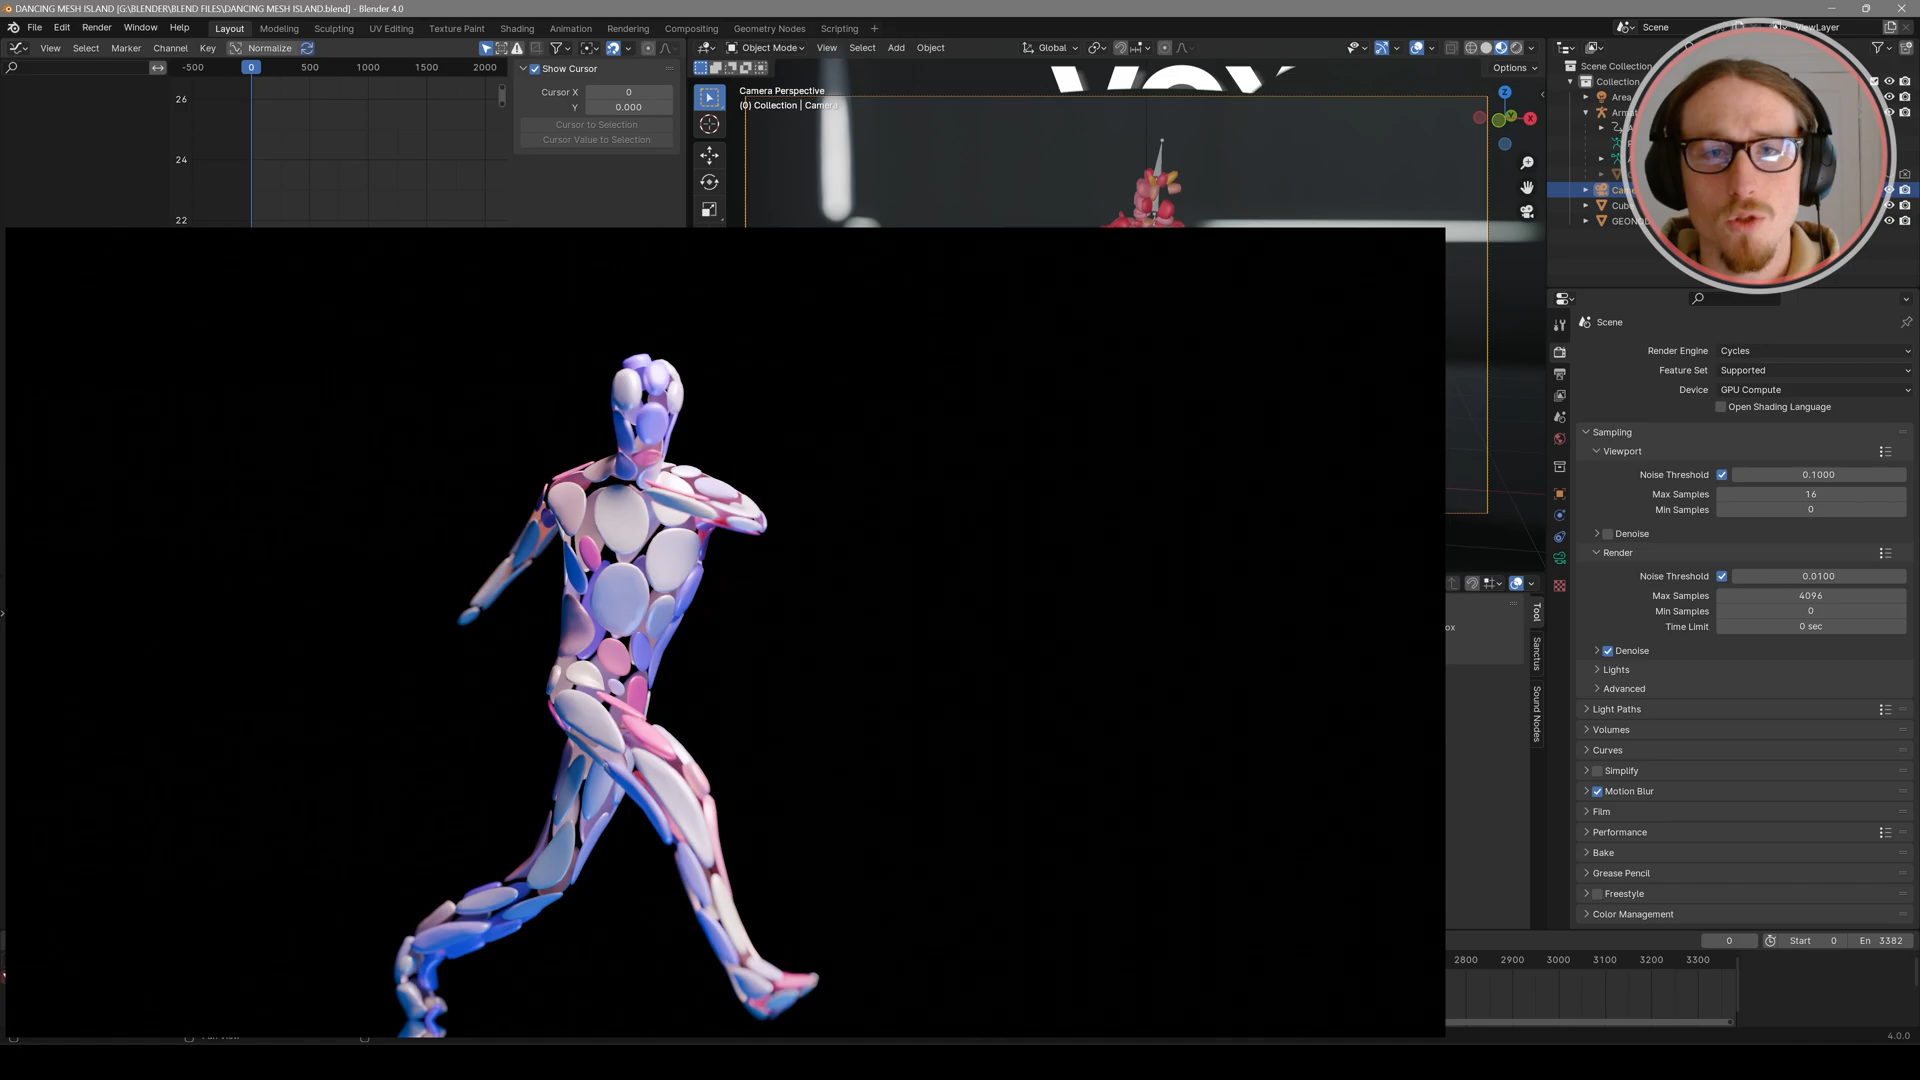 DANCING MESH ISLAND [G:\BLENDER\BLEND FILES\DANCING MESH ISLAND.blend] - Blender 4.0
File Edit Render Window Help Layout Modeling Sculpting UV Editing Texture Paint Shading Animation Rendering Compositing Geometry Nodes Scripting + Scene ViewLayer
View Select Marker Channel Key Normalize Object Mode View Select Add Object Global
-500 0 500 1000 1500 2000 Show Cursor Options
Scene Collection
Collection
26 Cursor X 0 Camera Perspective
Y 0.000 (0) Collection | Camera
Area
Cursor to Selection
Cursor Value to Selection
24
22
Z
Y
X
Scene
Render Engine Cycles
Feature Set Supported
Device GPU Compute
Open Shading Language
Sampling
Viewport
Noise Threshold 0.1000
Max Samples 16
Min Samples 0
Denoise
Render
Noise Threshold 0.0100
Max Samples 4096
Min Samples 0
Time Limit 0 sec
Denoise
Lights
Advanced
Light Paths
Volumes
Curves
Simplify
Motion Blur
Film
Performance
Bake
Grease Pencil
Freestyle
Color Management
Tool
Sanctus
Sound Nodes
0 Start 0 En 3382
2800 2900 3000 3100 3200 3300
4.0.0